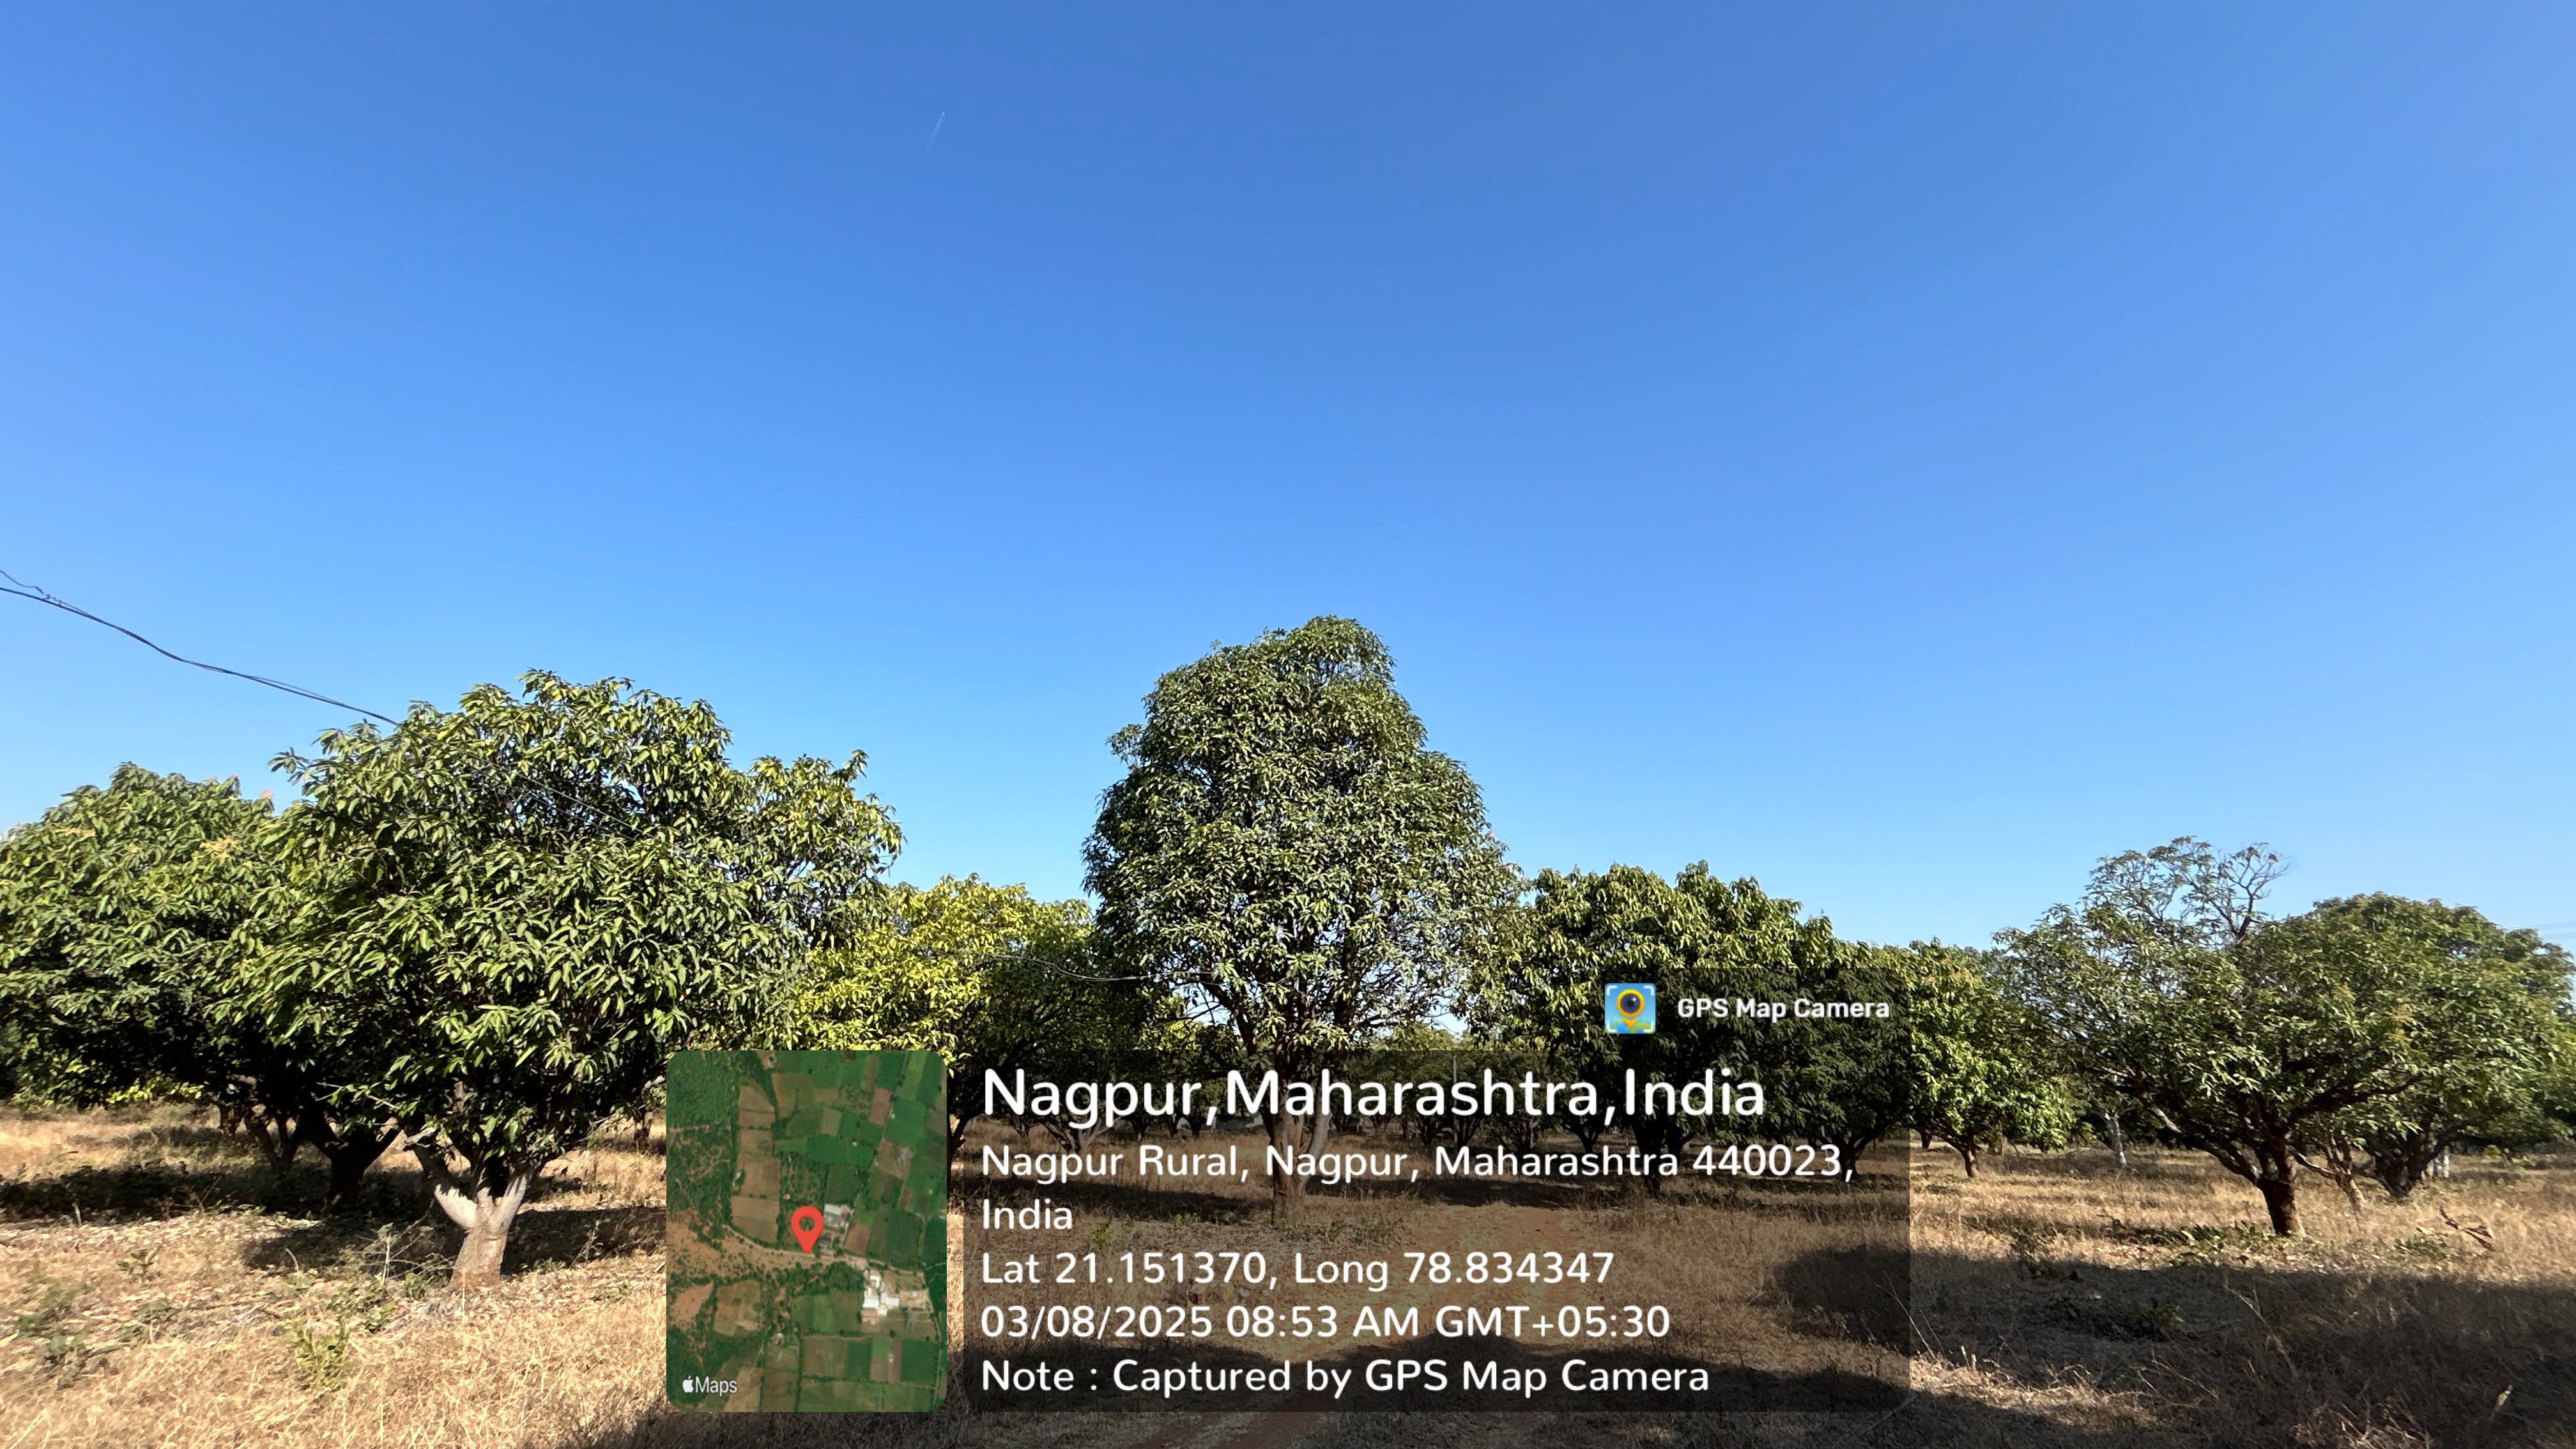 GPS Map Camera
Nagpur,Maharashtra,India
Nagpur Rural, Nagpur, Maharashtra 440023,
India
Lat 21.151370, Long 78.834347
03/08/2025 08:53 AM GMT+05:30
Note : Captured by GPS Map Camera
Maps